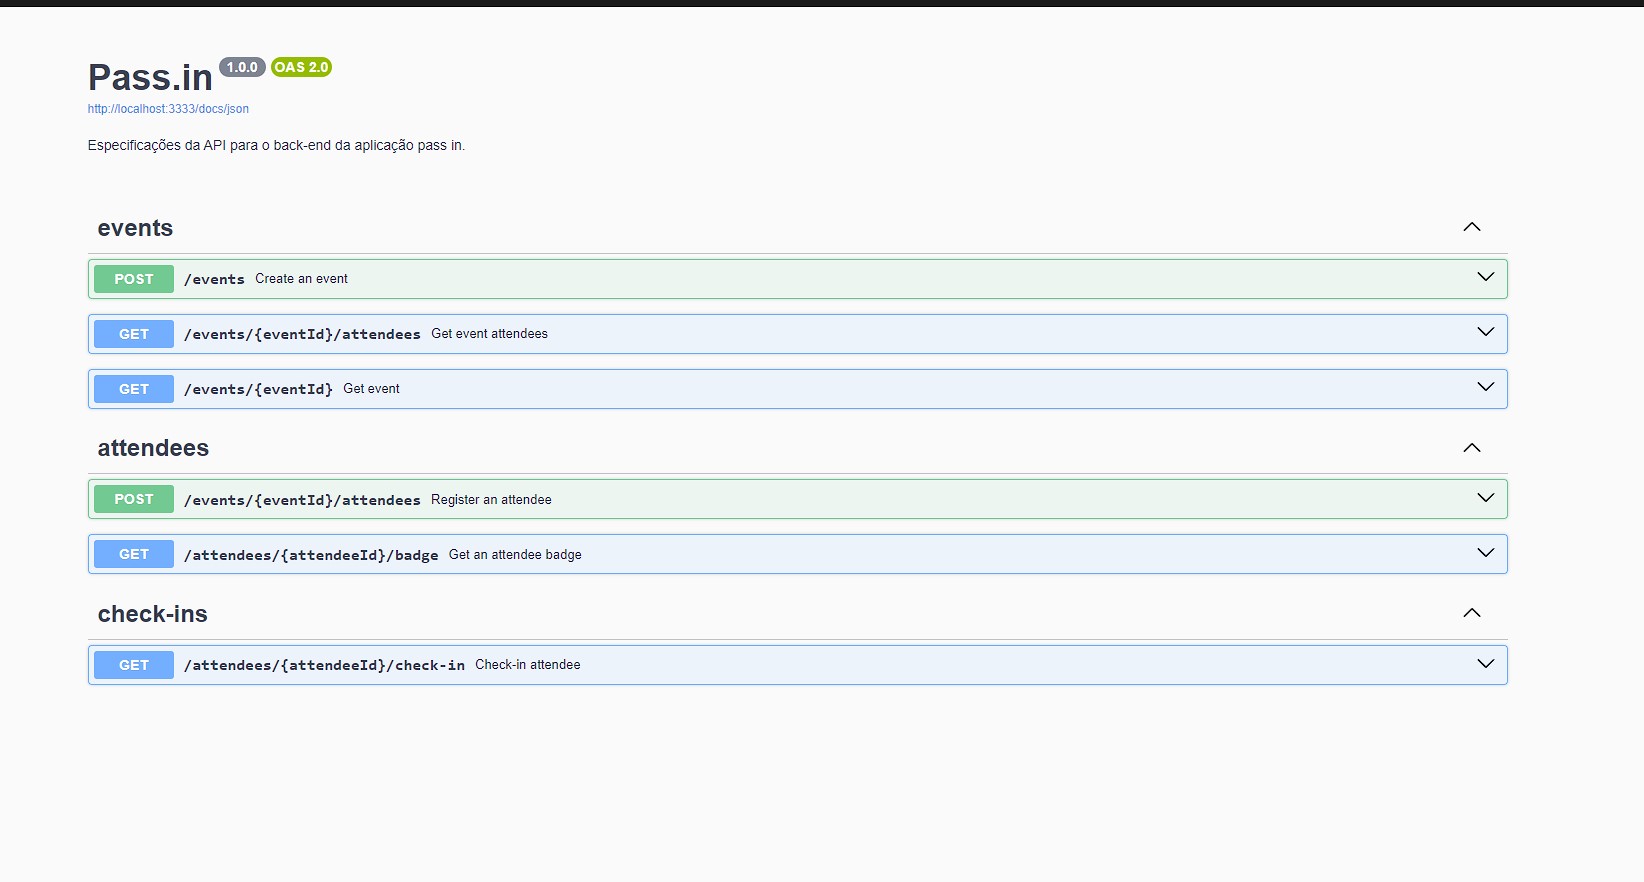 Pass.in 1.0.0 OAS 2.0
http://localhost:3333/docs/json
Especificações da API para o back-end da aplicação pass in.
events
POST /events Create an event
GET /events/{eventId}/attendees Get event attendees
GET /events/{eventId} Get event
attendees
POST /events/{eventId}/attendees Register an attendee
GET /attendees/{attendeeId}/badge Get an attendee badge
check-ins
GET /attendees/{attendeeId}/check-in Check-in attendee